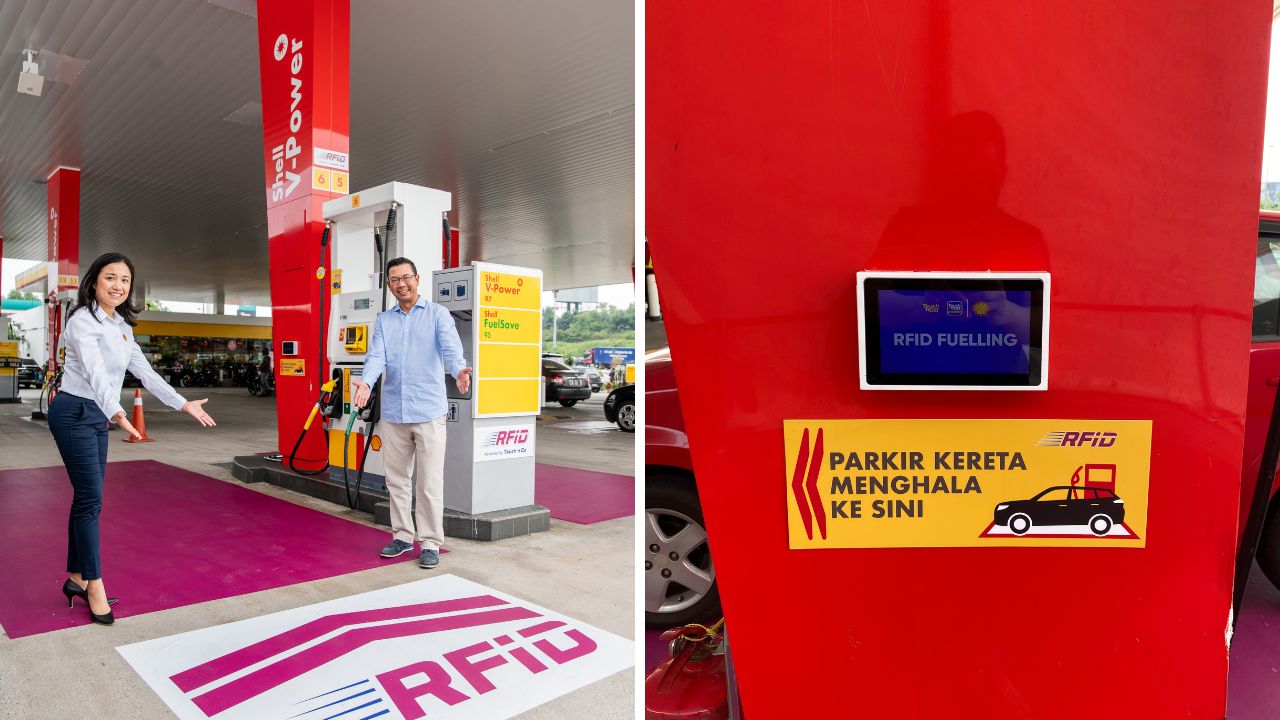 Shell
V-Power
RFiD
6 5
6
Shell
V-Power
97
Shell
FuelSave
95
RFiD
Powered by Touch 'n Go
RFiD
RFID FUELLING
RFiD
PARKIR KERETA
MENGHALA
KE SINI